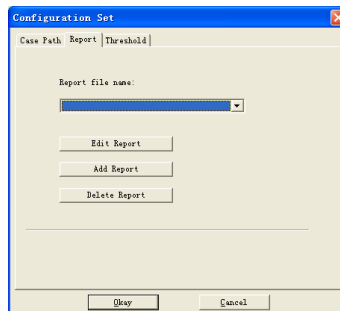 Configuration Set
Case Path Report Threshold
Report file name:
Edit Report
Add Report
Delete Report
Okay Cancel